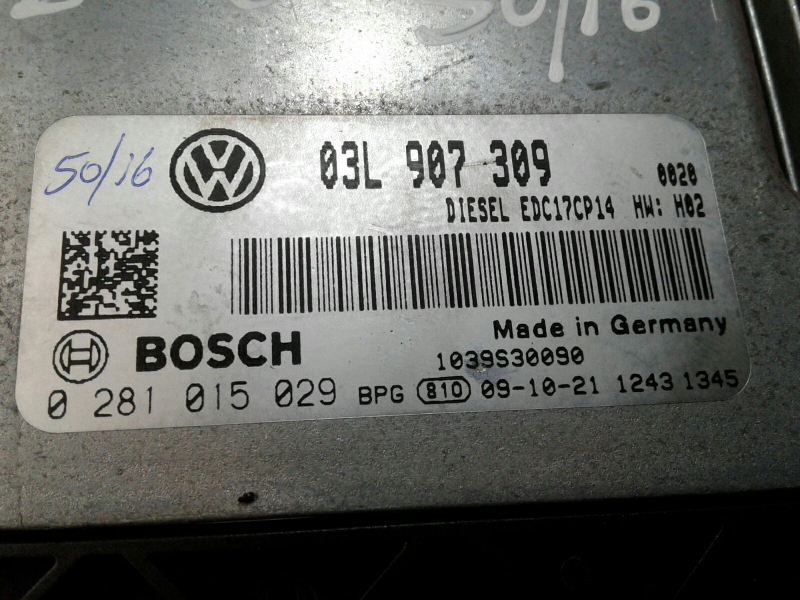 50/16
50/16
03L 907 309
0020
DIESEL EDC17CP14 HW: H02
Made in Germany
BOSCH
1039S30090
0 281 015 029 BPG 810 09-10-21 1243 1345